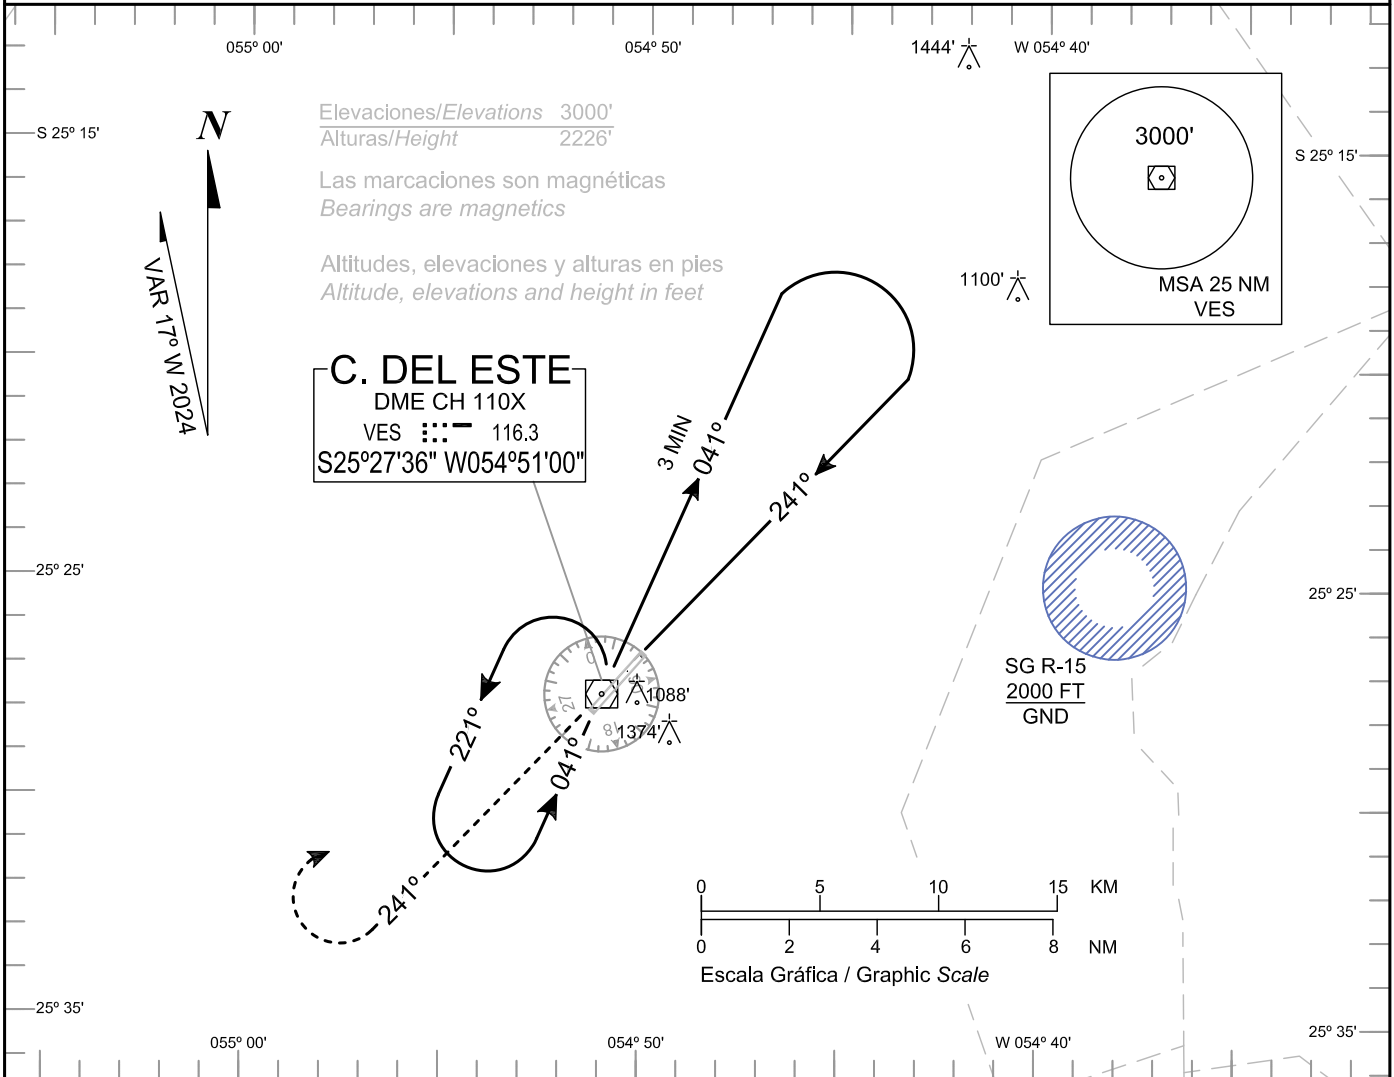 055º 00'
054º 50'
1444'
W 054º 40'
S 25º 15'
N
Elevaciones/Elevations 3000'
Alturas/Height 2226'
Las marcaciones son magnéticas
Bearings are magnetics
Altitudes, elevaciones y alturas en pies
Altitude, elevations and height in feet
3000'
S 25º 15'
MSA 25 NM
VES
1100'
VAR 17º W 2024
C. DEL ESTE
DME CH 110X
VES 116.3
S25º27'36" W054º51'00"
3 MIN
041º
241º
25º 25'
25º 25'
SG R-15
2000 FT
GND
0
27
18
1088'
1374'
221º
041º
241º
0 5 10 15 KM
0 2 4 6 8 NM
Escala Gráfica / Graphic Scale
25º 35'
25º 35'
055º 00'
054º 50'
W 054º 40'